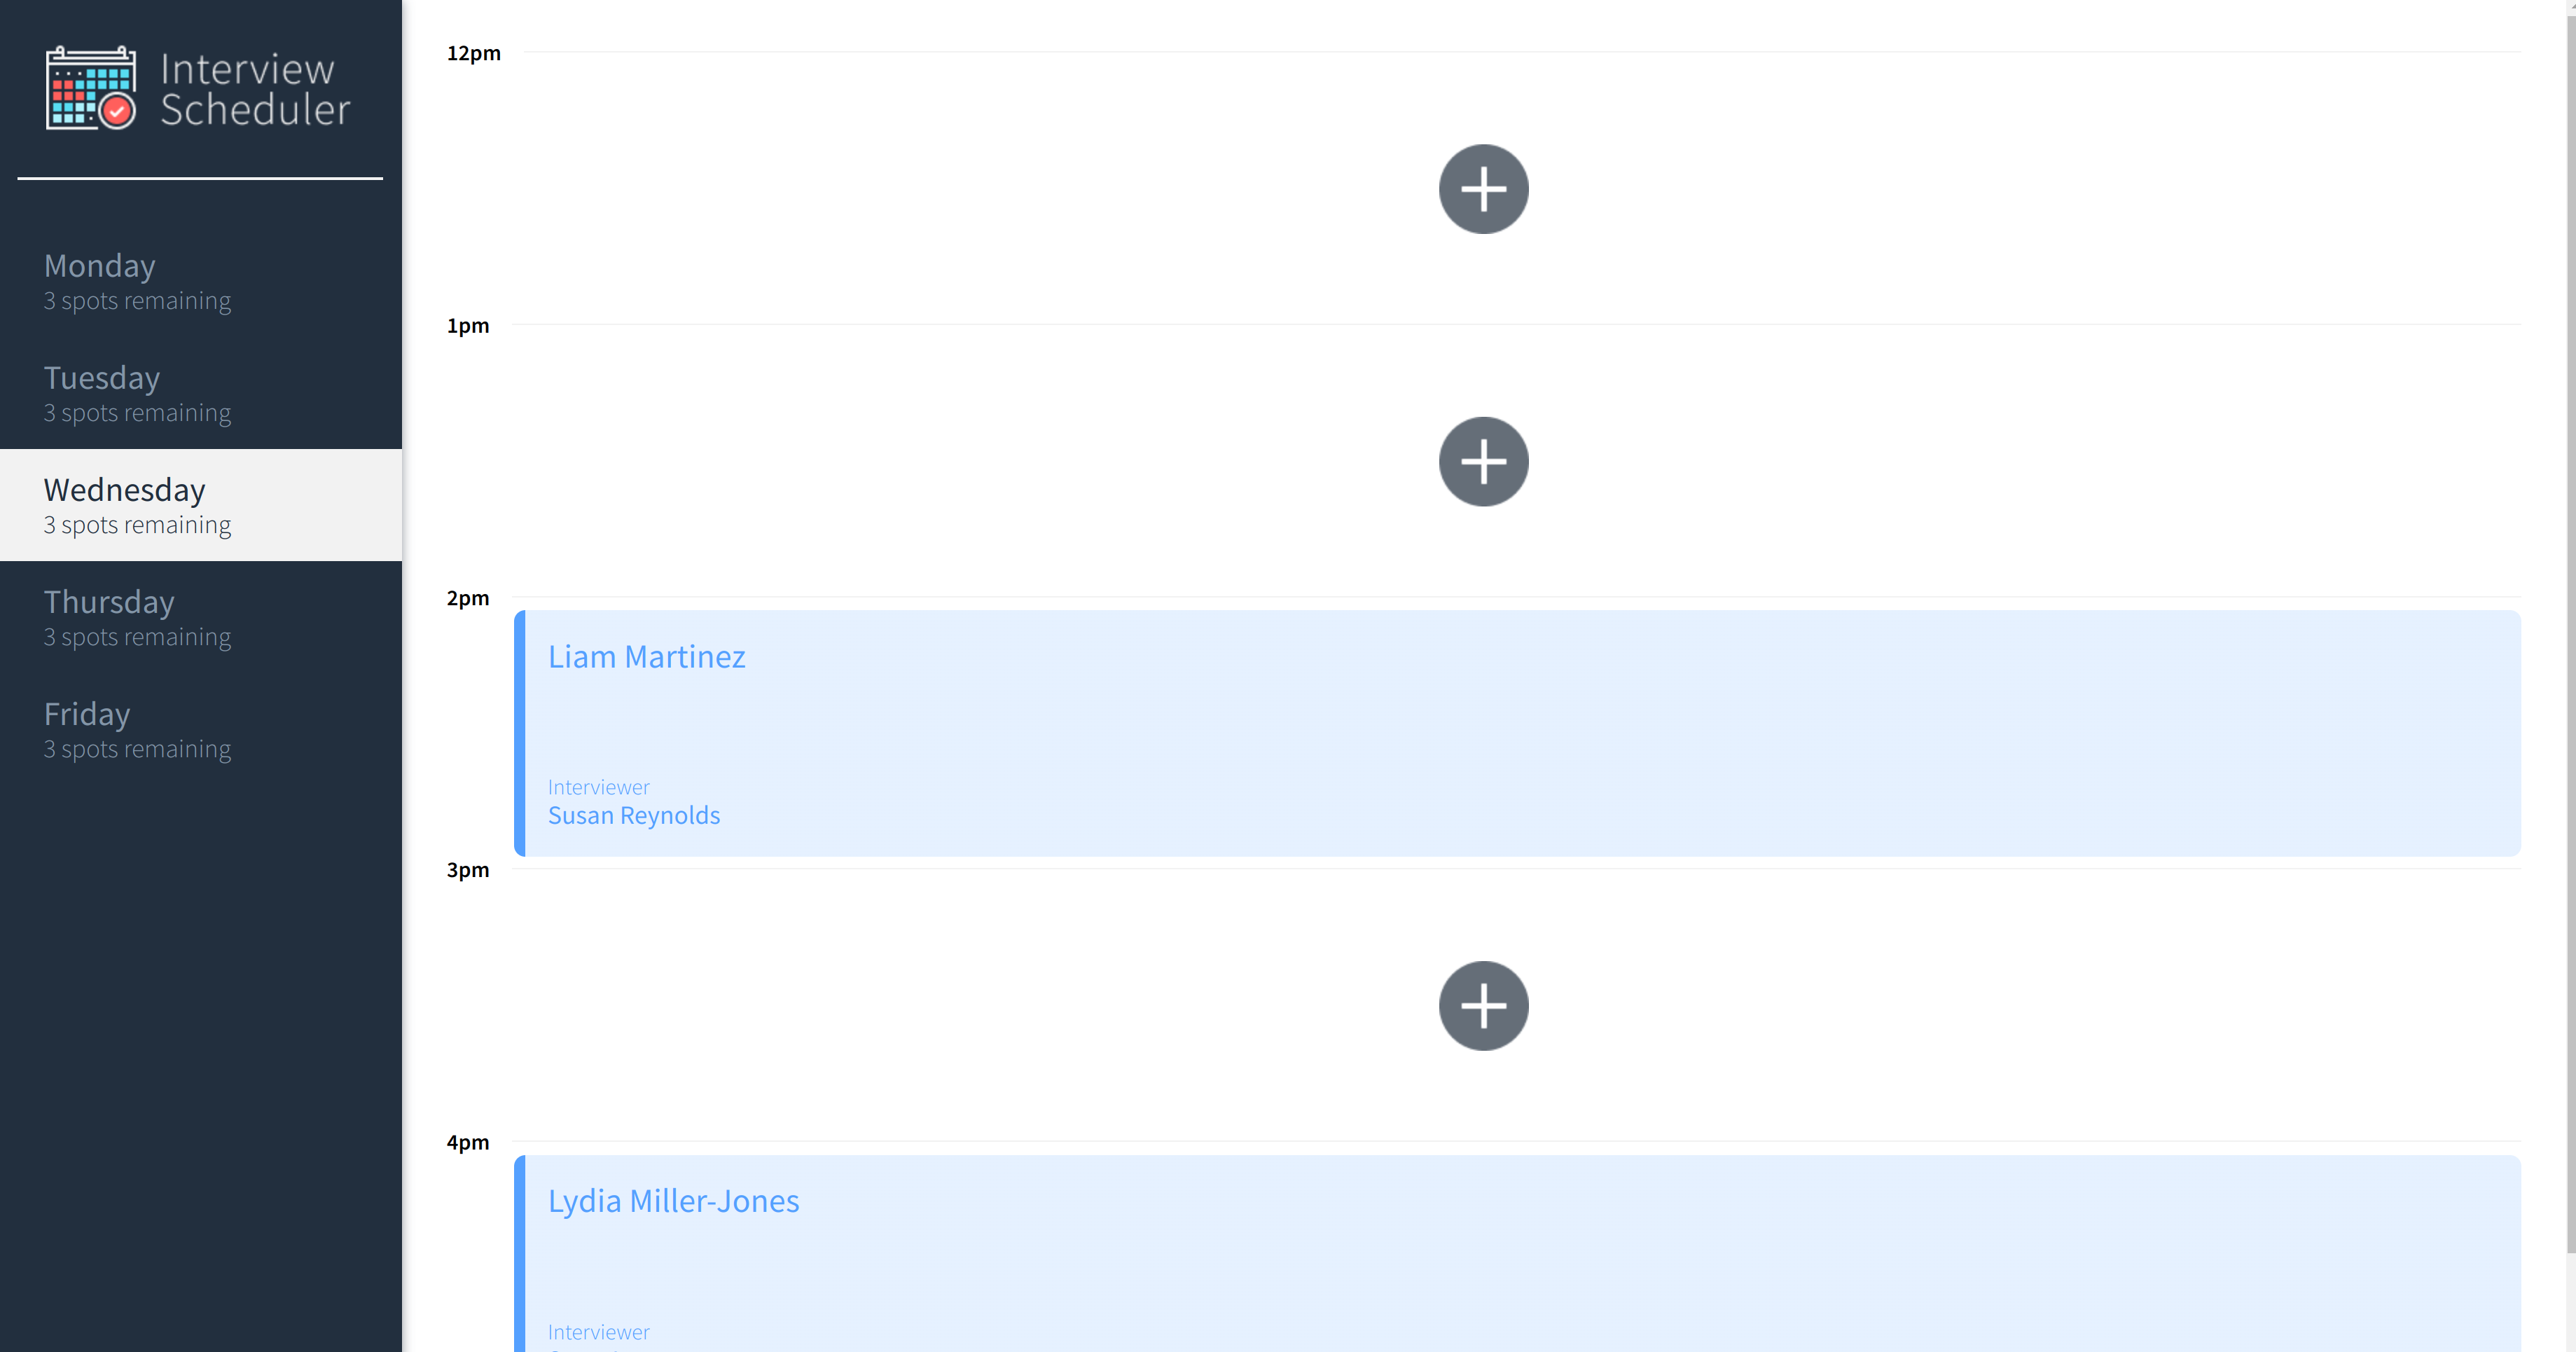 Interview
Scheduler
Monday
3 spots remaining
Tuesday
3 spots remaining
Wednesday
3 spots remaining
Thursday
3 spots remaining
Friday
3 spots remaining
12pm
1pm
2pm
Liam Martinez
Interviewer
Susan Reynolds
3pm
4pm
Lydia Miller-Jones
Interviewer